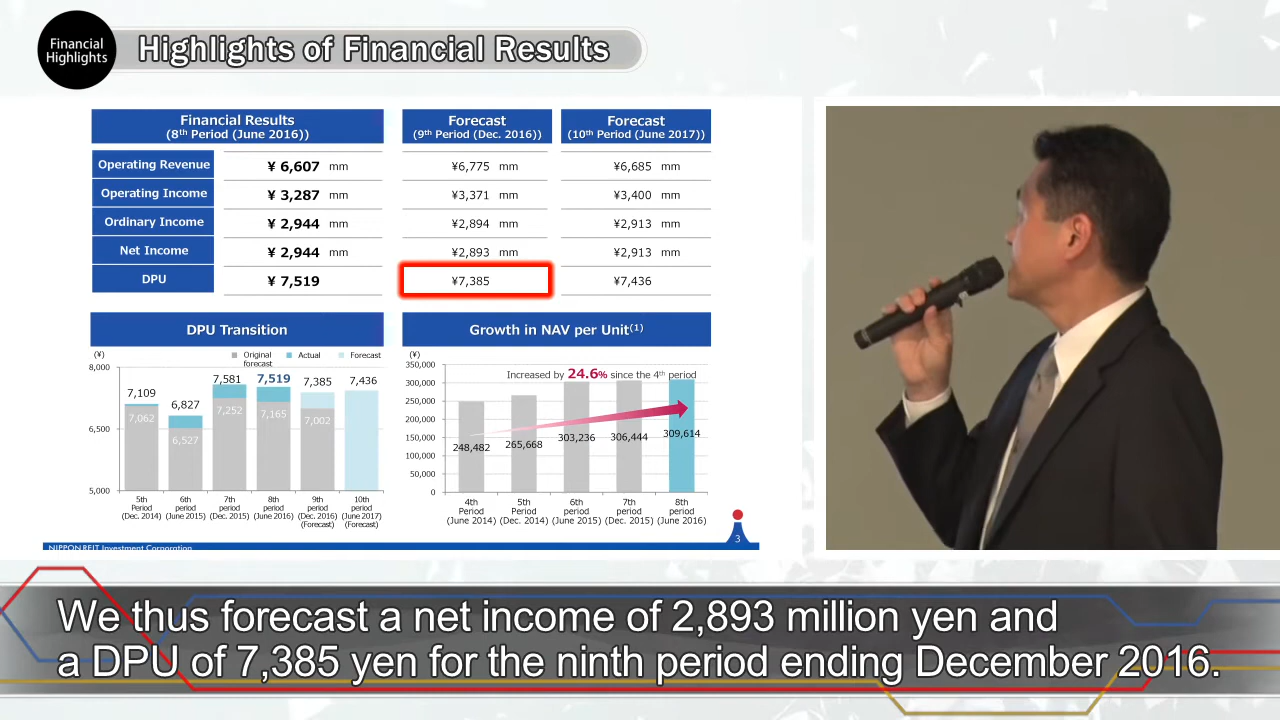 Financial
Highlights
Highlights of Financial Results
Financial Results
(8th Period (June 2016))
Forecast
(9th Period (Dec. 2016))
Forecast
(10th Period (June 2017))
Operating Revenue ¥ 6,607 mm ¥6,775 mm ¥6,685 mm
Operating Income ¥ 3,287 mm ¥3,371 mm ¥3,400 mm
Ordinary Income ¥ 2,944 mm ¥2,894 mm ¥2,913 mm
Net Income ¥ 2,944 mm ¥2,893 mm ¥2,913 mm
DPU ¥ 7,519 ¥7,385 ¥7,436
DPU Transition
(¥)
Original
forecast
Actual
Forecast
8,000
6,500
5,000
7,109
6,827
7,581
7,519
7,385
7,436
7,062
6,527
7,252
7,165
7,002
5th
Period
(Dec. 2014)
6th
period
(June 2015)
7th
period
(Dec. 2015)
8th
period
(June 2016)
9th
period
(Dec. 2016)
(Forecast)
10th
period
(June 2017)
(Forecast)
Growth in NAV per Unit(1)
(¥)
Increased by 24.6% since the 4th period
350,000
300,000
250,000
200,000
150,000
100,000
50,000
0
248,482
265,668
303,236
306,444
309,614
4th
Period
(June 2014)
5th
Period
(Dec. 2014)
6th
Period
(June 2015)
7th
Period
(Dec. 2015)
8th
period
(June 2016)
NIPPON REIT Investment Corporation
3
We thus forecast a net income of 2,893 million yen and
a DPU of 7,385 yen for the ninth period ending December 2016.